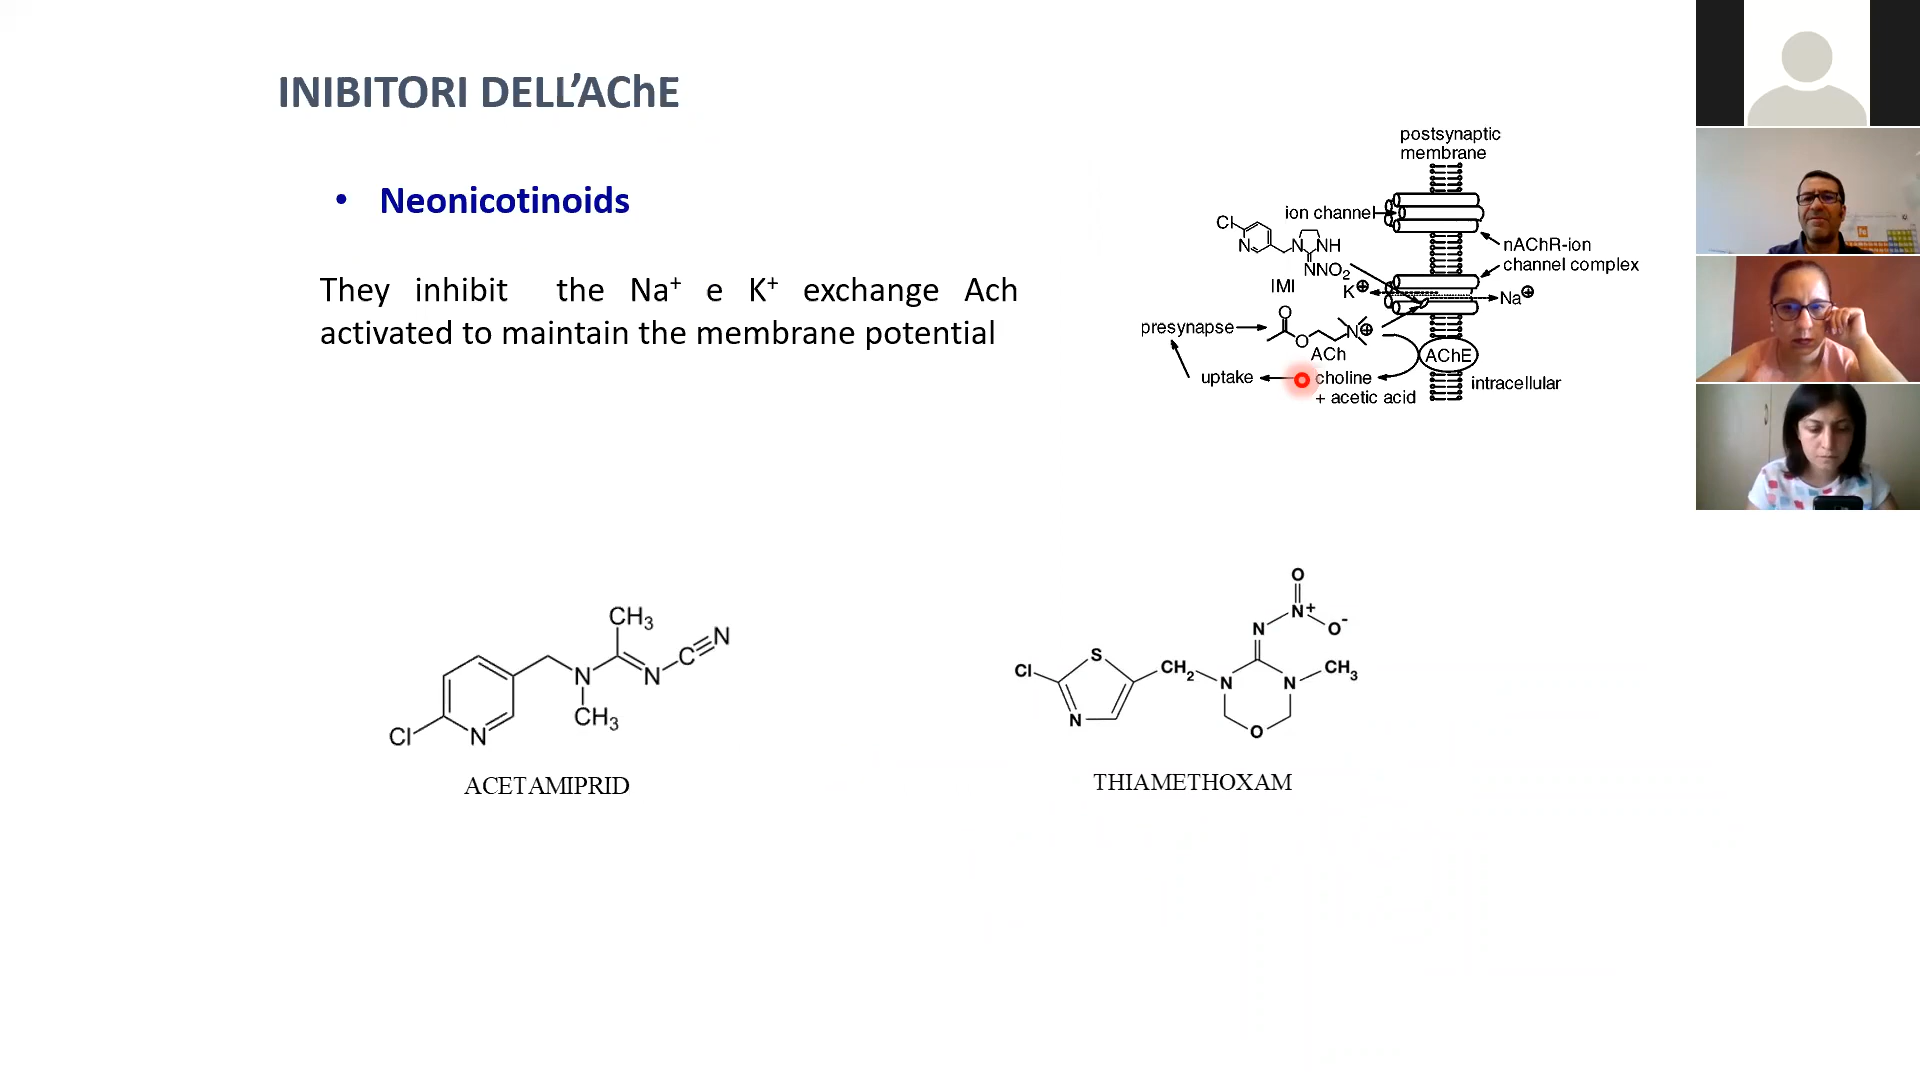 INIBITORI DELL’AChE
• Neonicotinoids
They inhibit the Na⁺ e K⁺ exchange Ach
activated to maintain the membrane potential
postsynaptic
membrane
ion channel
nAChR-ion
channel complex
Cl
N
N
NH
NNO₂
IMI
K⊕
Na⊕
presynapse
O
O
N⊕
ACh
AChE
uptake
choline
+ acetic acid
intracellular
CH₃
N
C
N
N
CH₃
Cl
N
ACETAMIPRID
O
N⁺
O⁻
N
S
Cl
CH₂
CH₃
N
N
N
O
THIAMETHOXAM